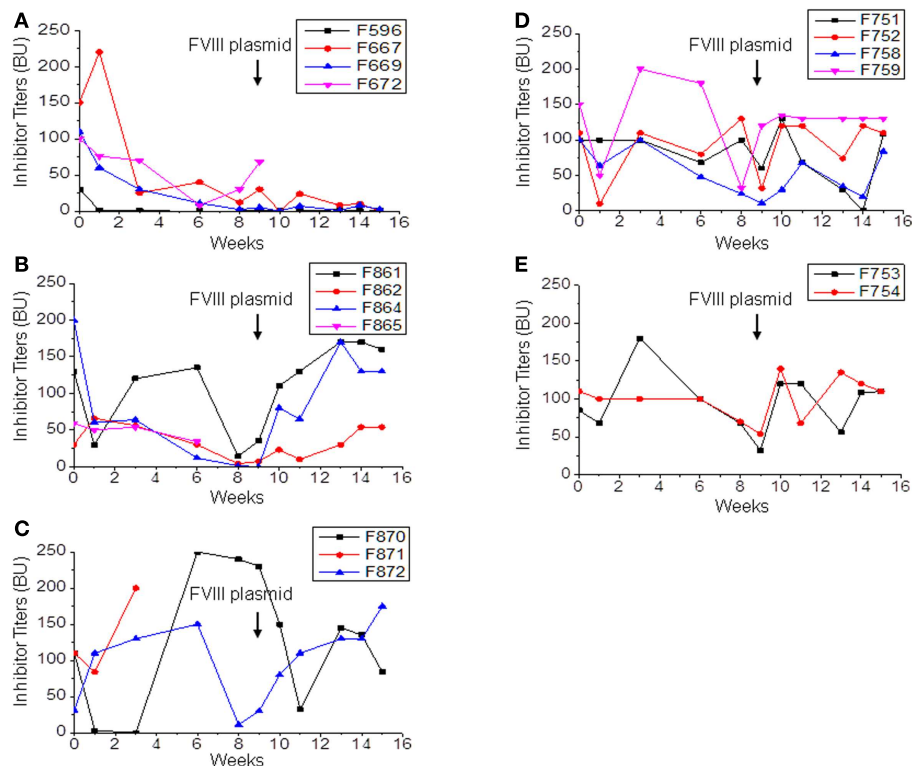 A
Inhibitor Titers (BU)
250
200
150
100
50
0
FVIII plasmid
F596
F667
F669
F672
0 2 4 6 8 10 12 14 16
Weeks
B
Inhibitor Titers (BU)
200
150
100
50
0
FVIII plasmid
F861
F862
F864
F865
0 2 4 6 8 10 12 14 16
Weeks
C
Inhibitor Titers (BU)
250
200
150
100
50
0
FVIII plasmid
F870
F871
F872
0 2 4 6 8 10 12 14 16
Weeks
D
Inhibitor Titers (BU)
250
200
150
100
50
0
FVIII plasmid
F751
F752
F758
F759
0 2 4 6 8 10 12 14 16
Weeks
E
Inhibitor Titers (BU)
250
200
150
100
50
0
FVIII plasmid
F753
F754
0 2 4 6 8 10 12 14 16
Weeks